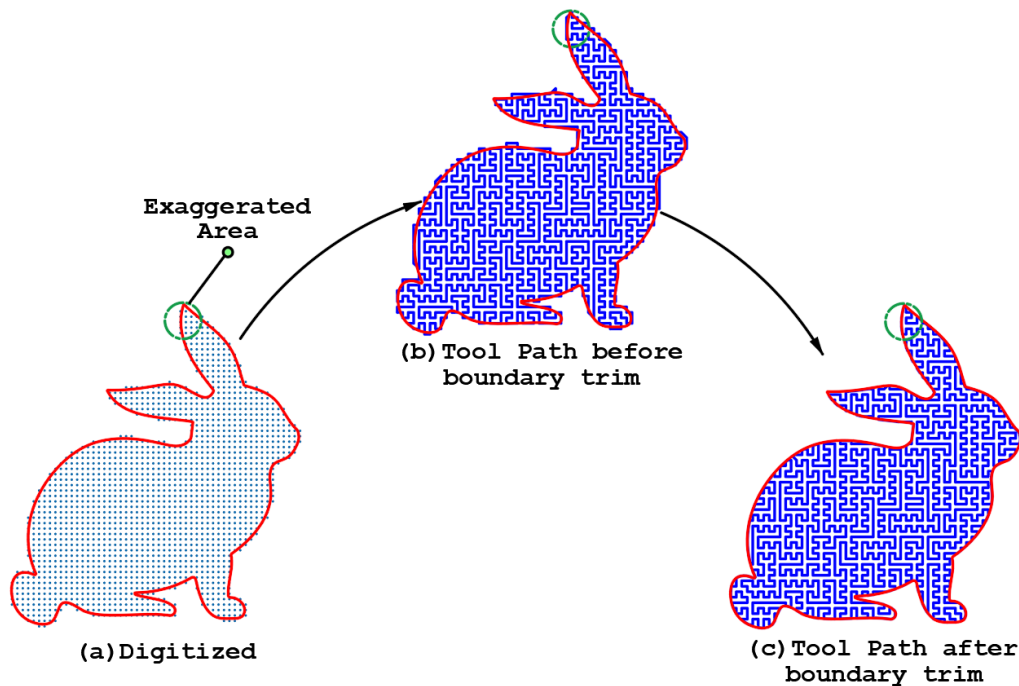 Exaggerated
Area
(b)Tool Path before
boundary trim
(a)Digitized
(c)Tool Path after
boundary trim